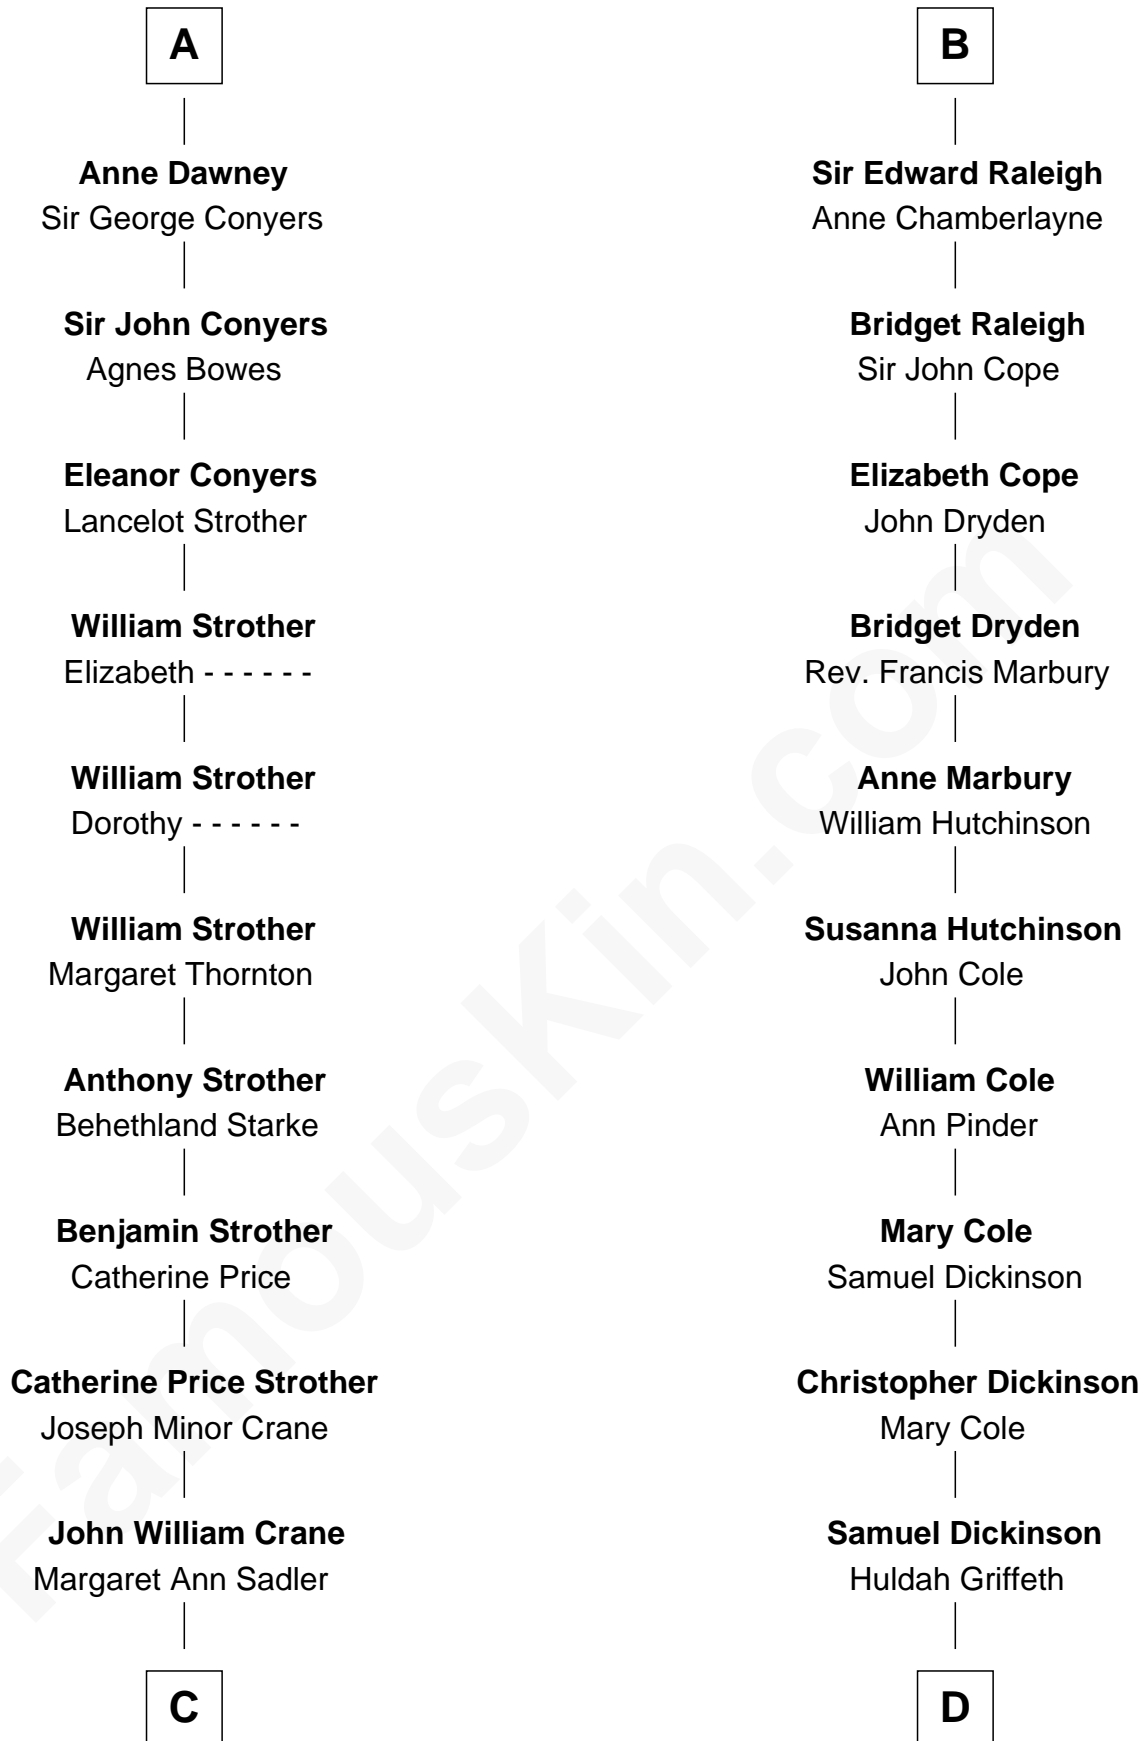 A
Anne Dawney
Sir George Conyers
Sir John Conyers
Agnes Bowes
Eleanor Conyers
Lancelot Strother
William Strother
Elizabeth - - - - - -
William Strother
Dorothy - - - - - -
William Strother
Margaret Thornton
Anthony Strother
Behethland Starke
Benjamin Strother
Catherine Price
Catherine Price Strother
Joseph Minor Crane
John William Crane
Margaret Ann Sadler
C
B
Sir Edward Raleigh
Anne Chamberlayne
Bridget Raleigh
Sir John Cope
Elizabeth Cope
John Dryden
Bridget Dryden
Rev. Francis Marbury
Anne Marbury
William Hutchinson
Susanna Hutchinson
John Cole
William Cole
Ann Pinder
Mary Cole
Samuel Dickinson
Christopher Dickinson
Mary Cole
Samuel Dickinson
Huldah Griffeth
D
FamousKin.com